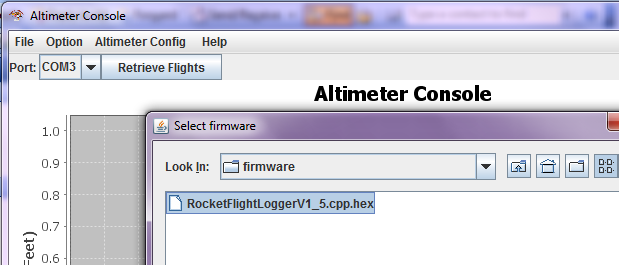 Altimeter Console
File Option Altimeter Config Help
Port: COM3 Retrieve Flights
Altimeter Console
Select firmware
1.0
Look In: firmware
0.9
0.8
RocketFlightLoggerV1_5.cpp.hex
0.7
0.6
Feet)